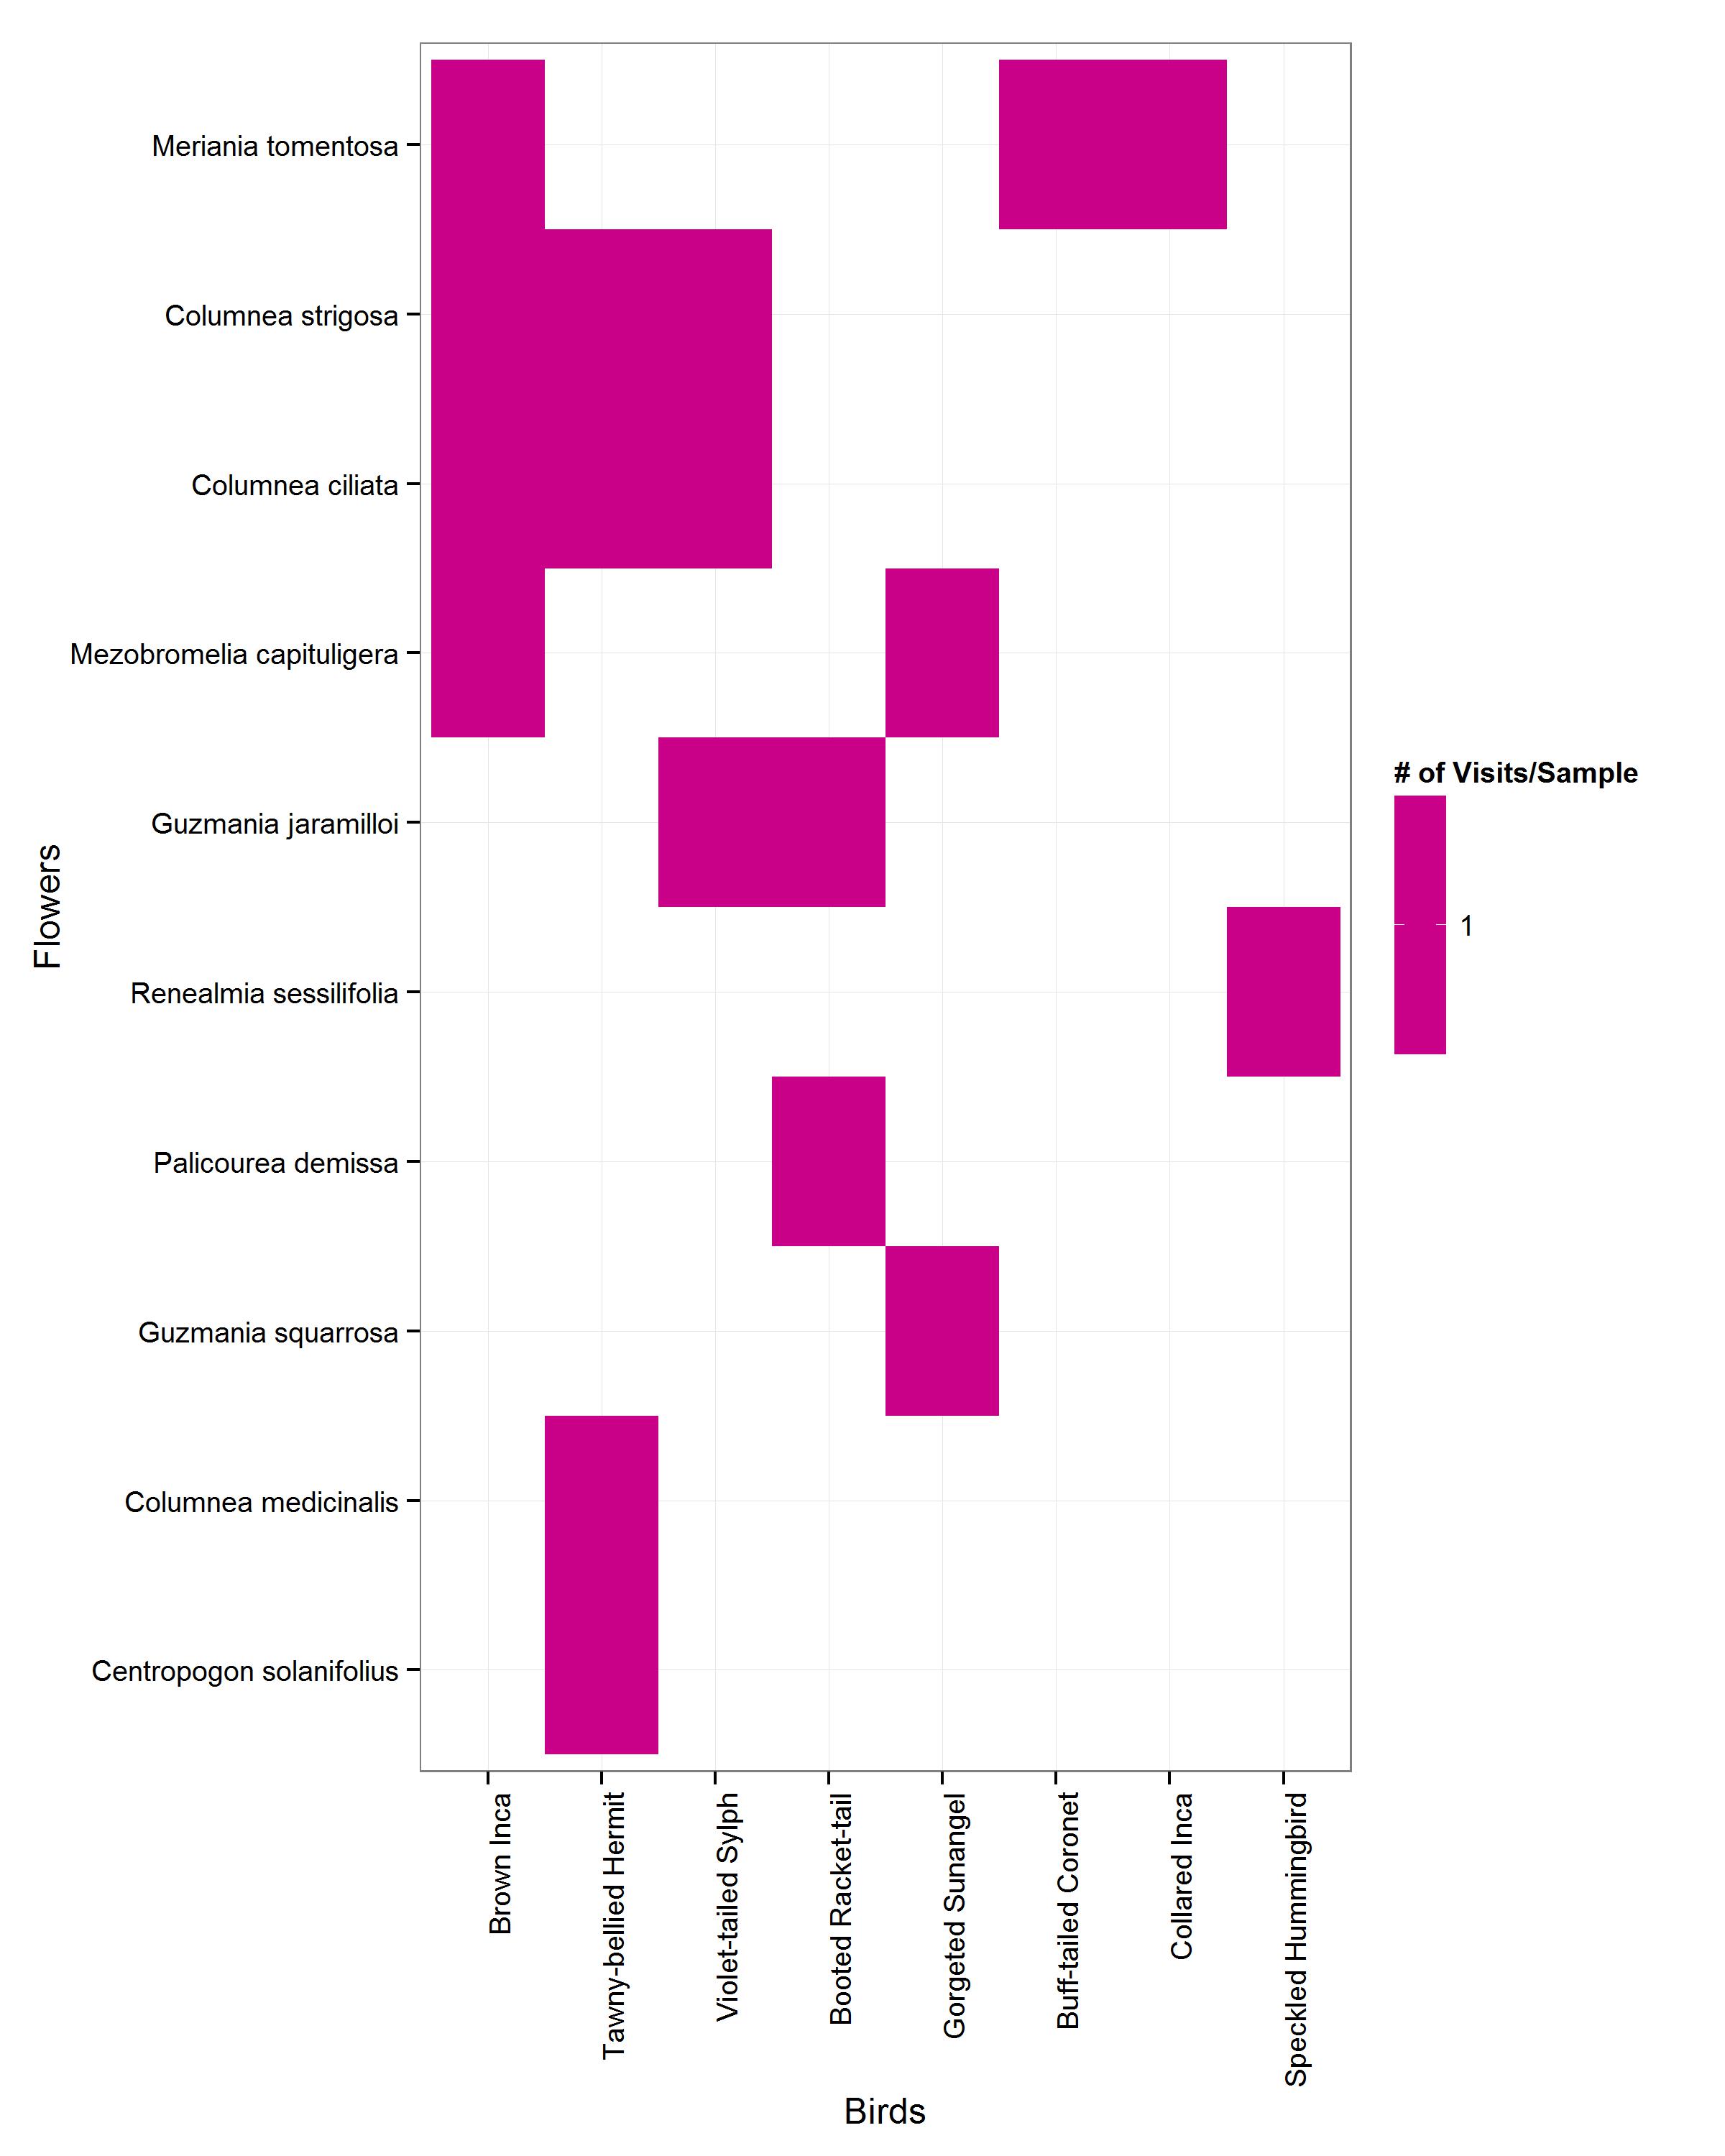 Meriania tomentosa
Columnea strigosa
Columnea ciliata
Mezobromelia capituligera
Guzmania jaramilloi
Renealmia sessilifolia
Palicourea demissa
Guzmania squarrosa
Columnea medicinalis
Centropogon solanifolius
Flowers
Brown Inca
Tawny-bellied Hermit
Violet-tailed Sylph
Booted Racket-tail
Gorgeted Sunangel
Buff-tailed Coronet
Collared Inca
Speckled Hummingbird
Birds
# of Visits/Sample
1